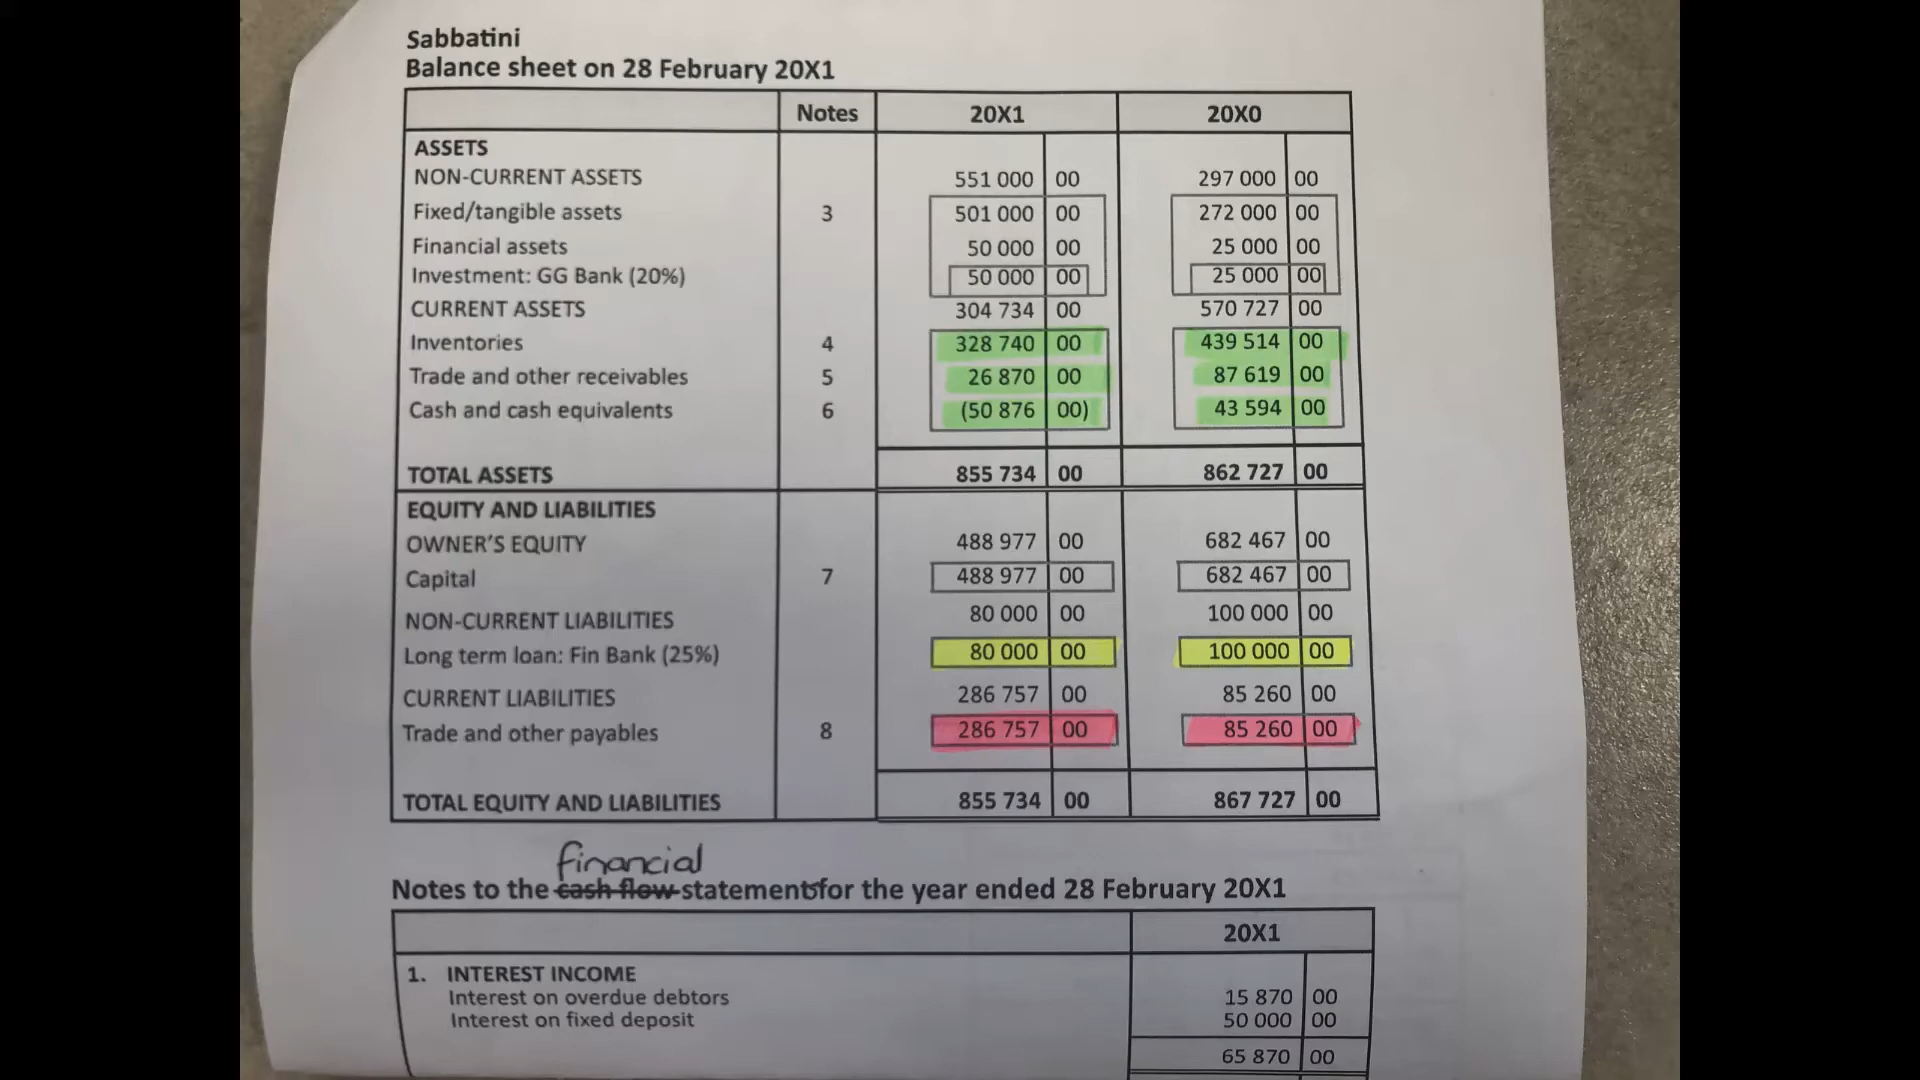 Sabbatini
Balance sheet on 28 February 20X1
Notes 20X1 20X0
ASSETS
NON-CURRENT ASSETS 551 000 00 297 000 00
Fixed/tangible assets 3 501 000 00 272 000 00
Financial assets 50 000 00 25 000 00
Investment: GG Bank (20%) 50 000 00 25 000 00
CURRENT ASSETS 304 734 00 570 727 00
Inventories 4 328 740 00 439 514 00
Trade and other receivables 5 26 870 00 87 619 00
Cash and cash equivalents 6 (50 876 00) 43 594 00
TOTAL ASSETS 855 734 00 862 727 00
EQUITY AND LIABILITIES
OWNER'S EQUITY 488 977 00 682 467 00
Capital 7 488 977 00 682 467 00
NON-CURRENT LIABILITIES 80 000 00 100 000 00
Long term loan: Fin Bank (25%) 80 000 00 100 000 00
CURRENT LIABILITIES 286 757 00 85 260 00
Trade and other payables 8 286 757 00 85 260 00
TOTAL EQUITY AND LIABILITIES 855 734 00 867 727 00
financial
Notes to the cash flow statements for the year ended 28 February 20X1
20X1
1. INTEREST INCOME
Interest on overdue debtors 15 870 00
Interest on fixed deposit 50 000 00
65 870 00